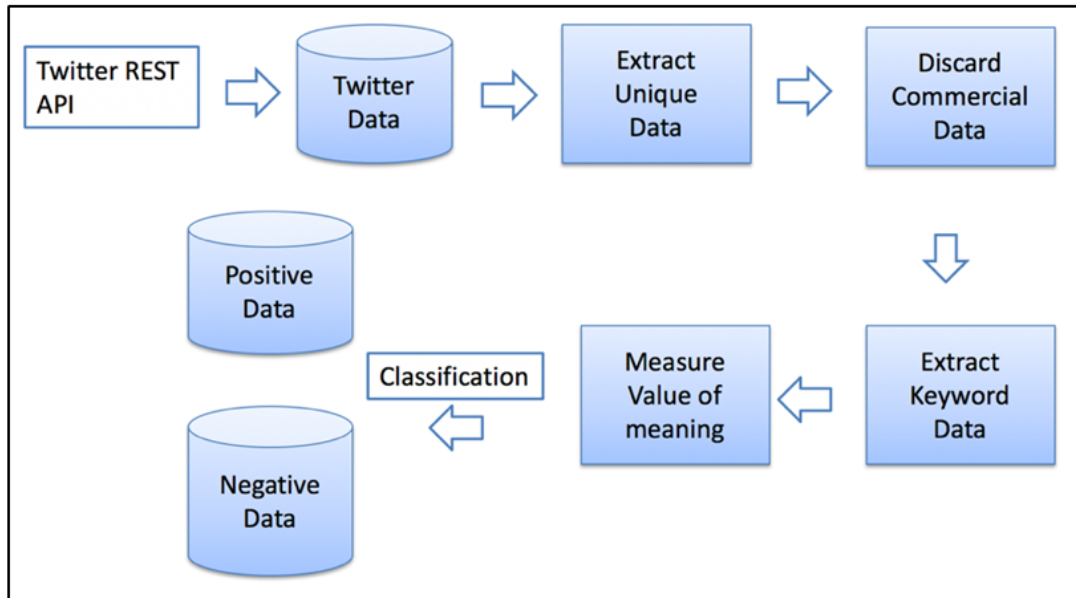 Twitter REST
API
Twitter
Data
Extract
Unique
Data
Discard
Commercial
Data
Positive
Data
Classification
Measure
Value of
meaning
Extract
Keyword
Data
Negative
Data